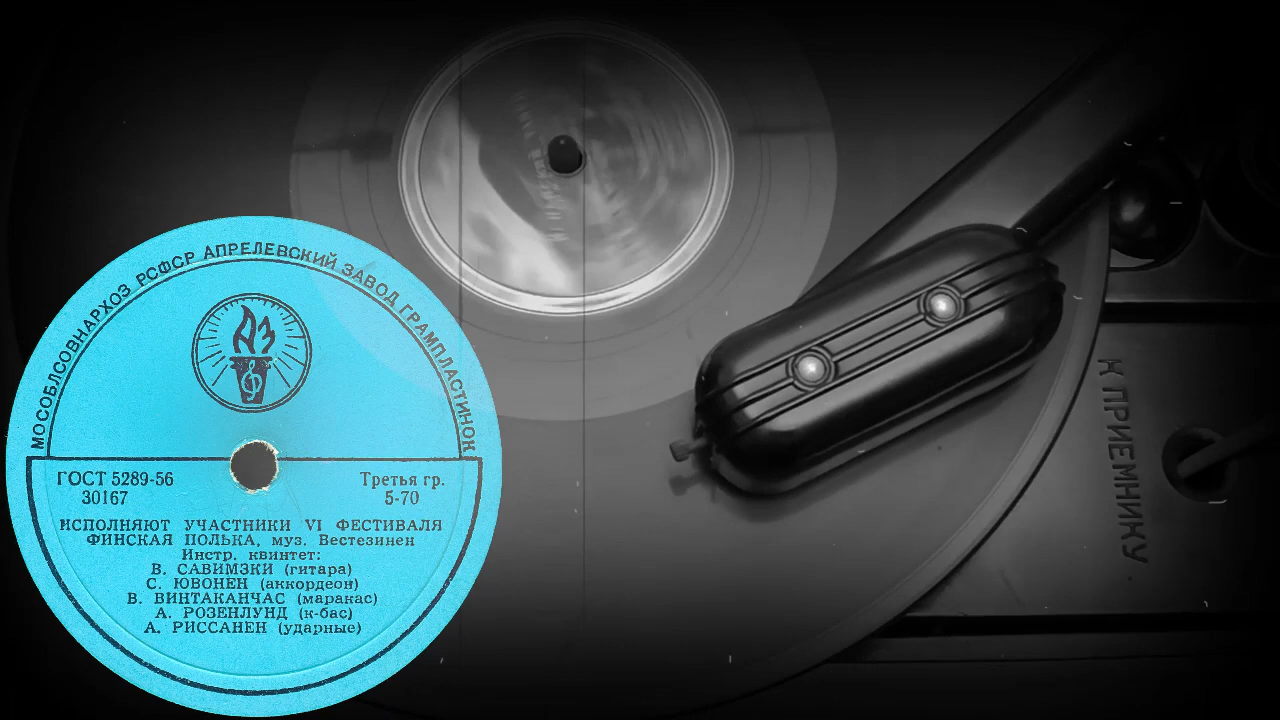 МОСОБЛСОВНАРХОЗ РСФСР АПРЕЛЕВСКИЙ ЗАВОД ГРАМПЛАСТИНОК
АЗ
ГОСТ 5289-56 Третья гр.
30167 5-70
ИСПОЛНЯЮТ УЧАСТНИКИ VI ФЕСТИВАЛЯ
ФИНСКАЯ ПОЛЬКА, муз. Вестезинен
Инстр. квинтет:
В. САВИМЗКИ (гитара)
С. ЮВОНЕН (аккордеон)
В. ВИНТАКАНЧАС (маракас)
А. РОЗЕНЛУНД (к-бас)
А. РИССАНЕН (ударные)
К ПРИЕМНИКУ